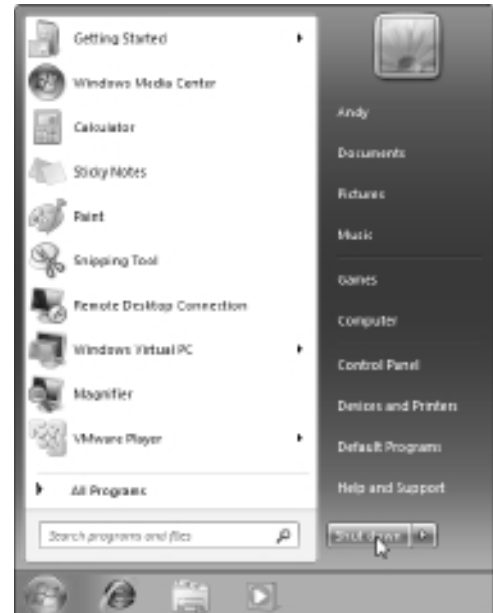 Getting Started
Windows Media Center
Calculator
Sticky Notes
Paint
Snipping Tool
Remote Desktop Connection
Windows Virtual PC
Magnifier
VMware Player
All Programs
Search programs and files
Andy
Documents
Pictures
Music
Games
Computer
Control Panel
Devices and Printers
Default Programs
Help and Support
Shut down